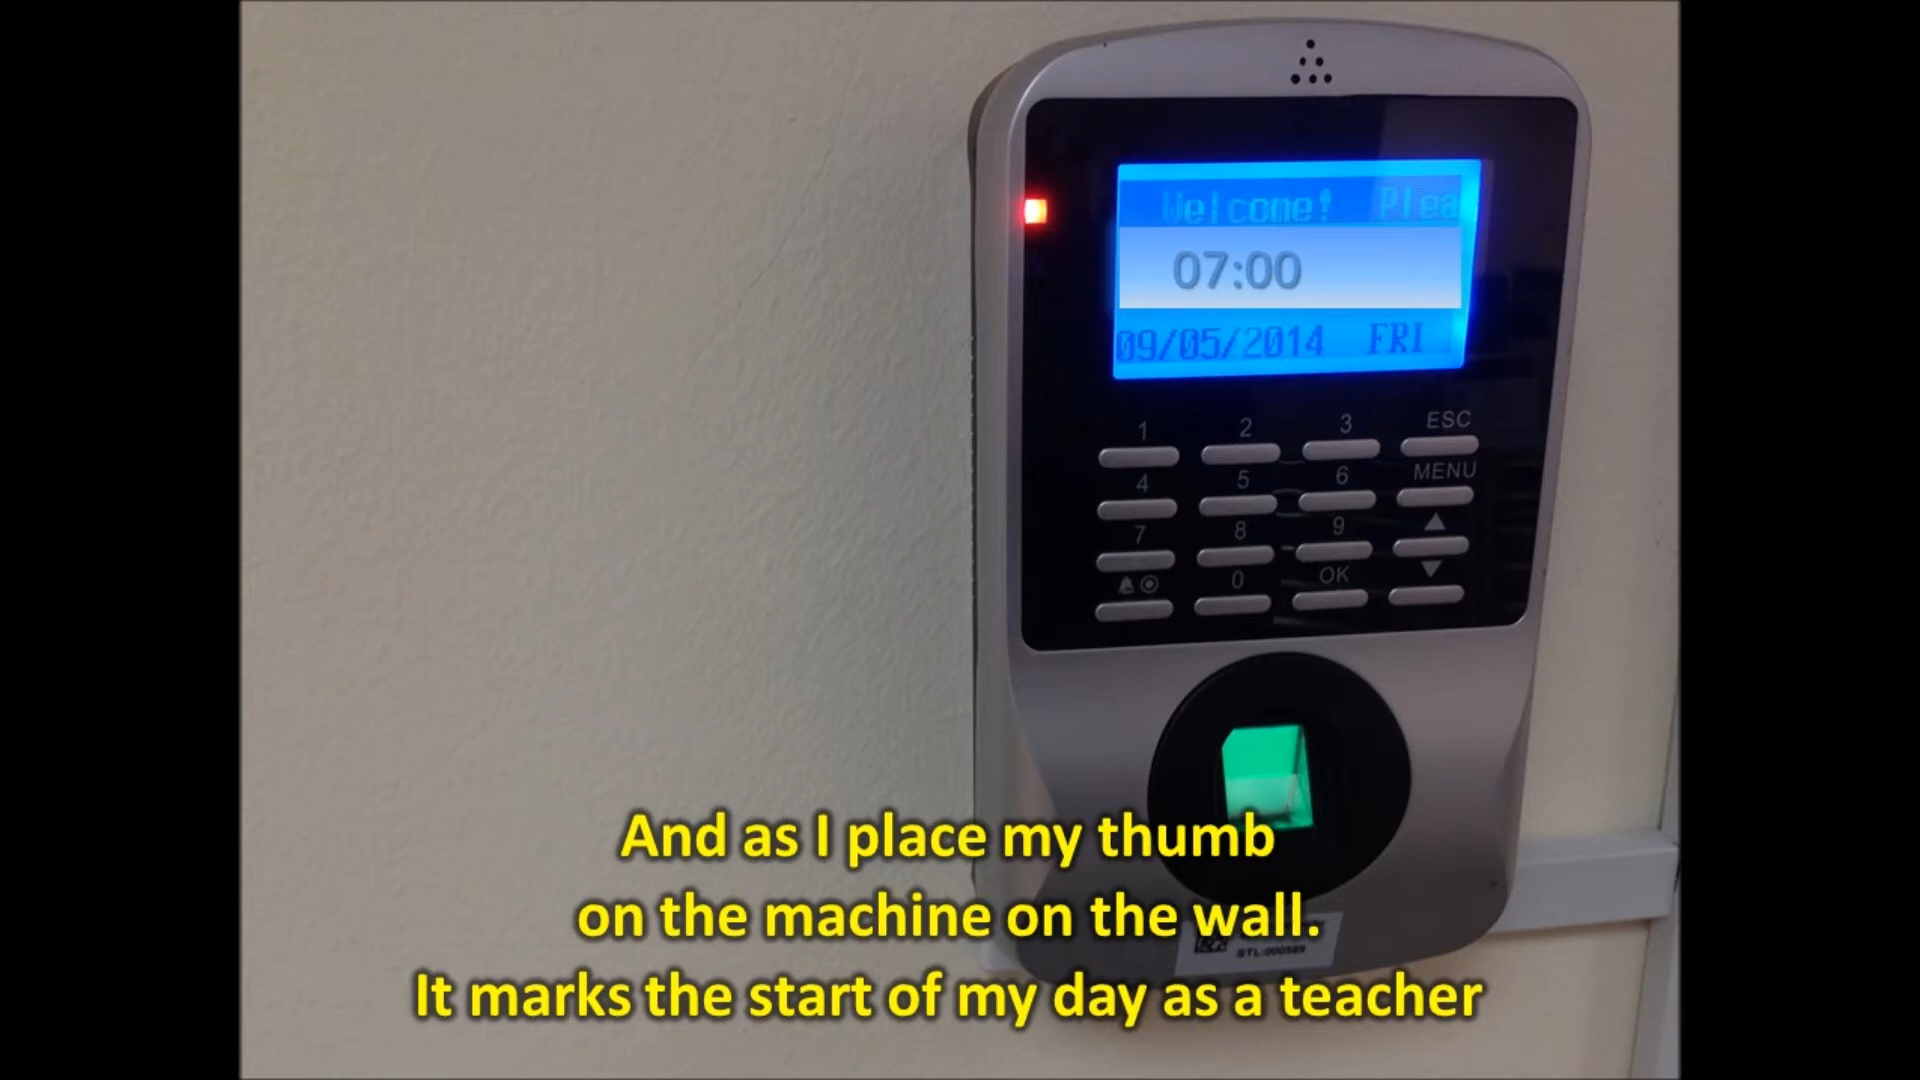 Welcome! Plea
07:00
09/05/2014 FRI
1 2 3 ESC
4 5 6 MENU
7 8 9
0 OK
And as I place my thumb
on the machine on the wall.
STL:000589
It marks the start of my day as a teacher